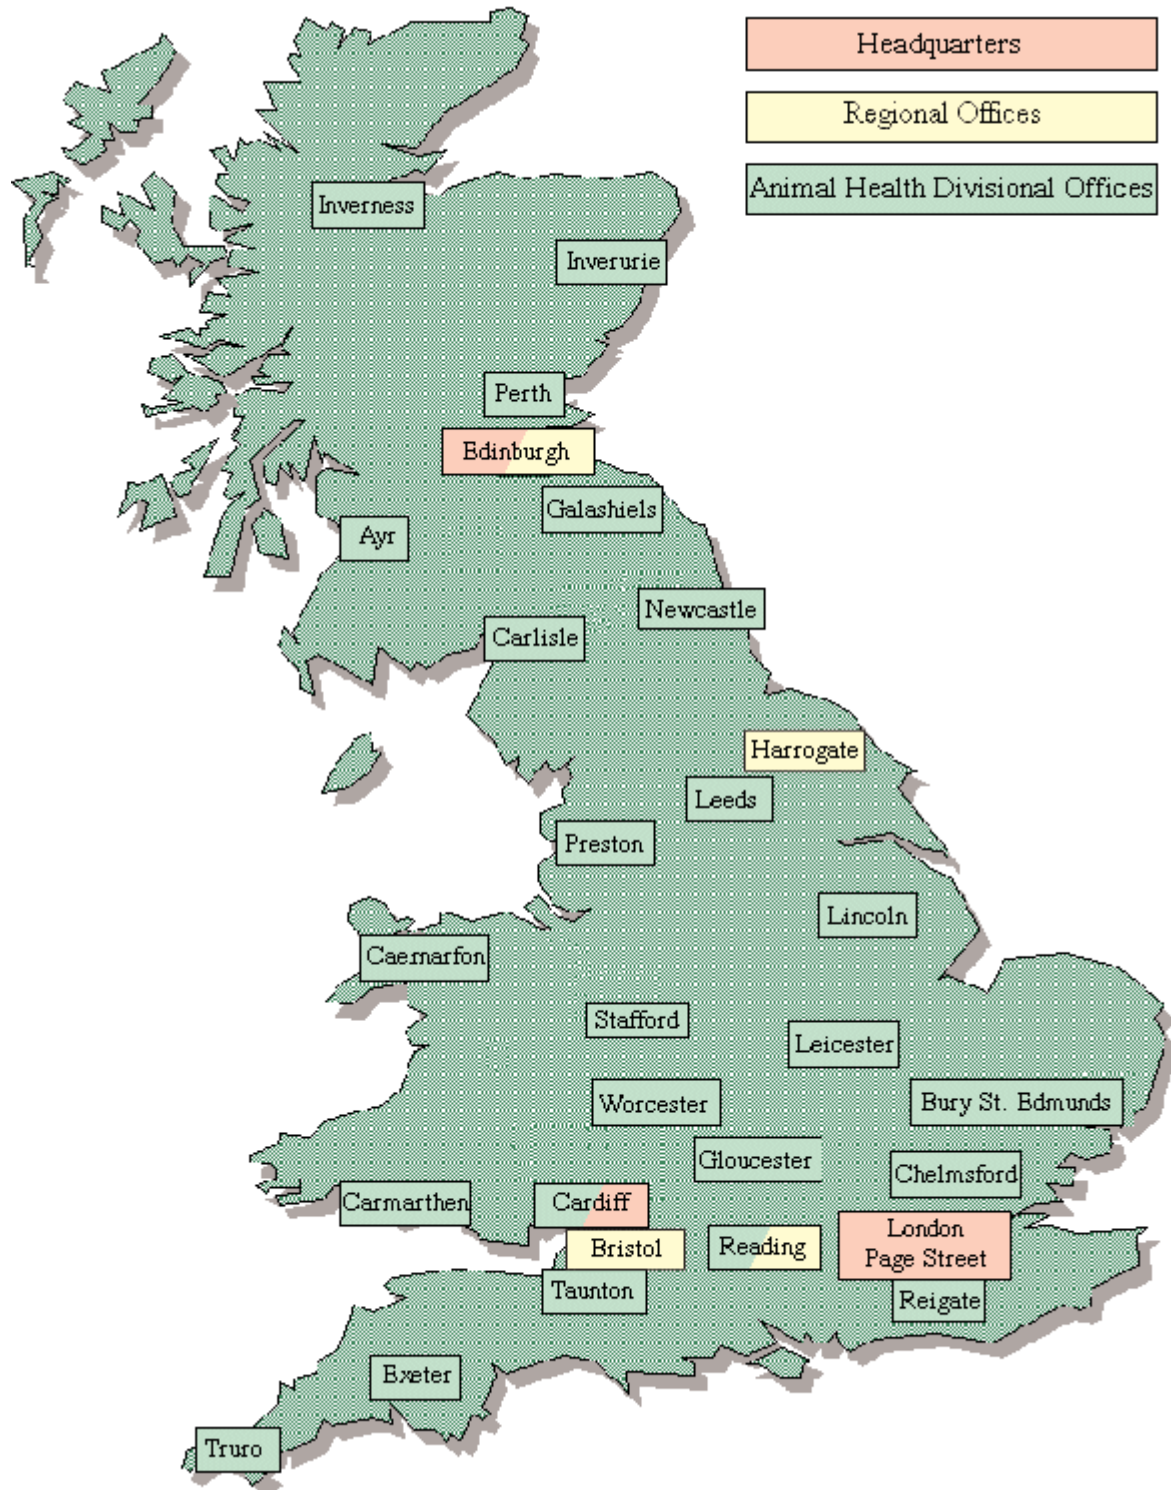 Headquarters
Regional Offices
Animal Health Divisional Offices
Inverness
Inverurie
Perth
Edinburgh
Galashiels
Ayr
Newcastle
Carlisle
Harrogate
Leeds
Preston
Lincoln
Caernarfon
Stafford
Leicester
Worcester
Bury St. Edmunds
Gloucester
Chelmsford
Carmarthen
Cardiff
London
Page Street
Bristol
Reading
Taunton
Reigate
Exeter
Truro